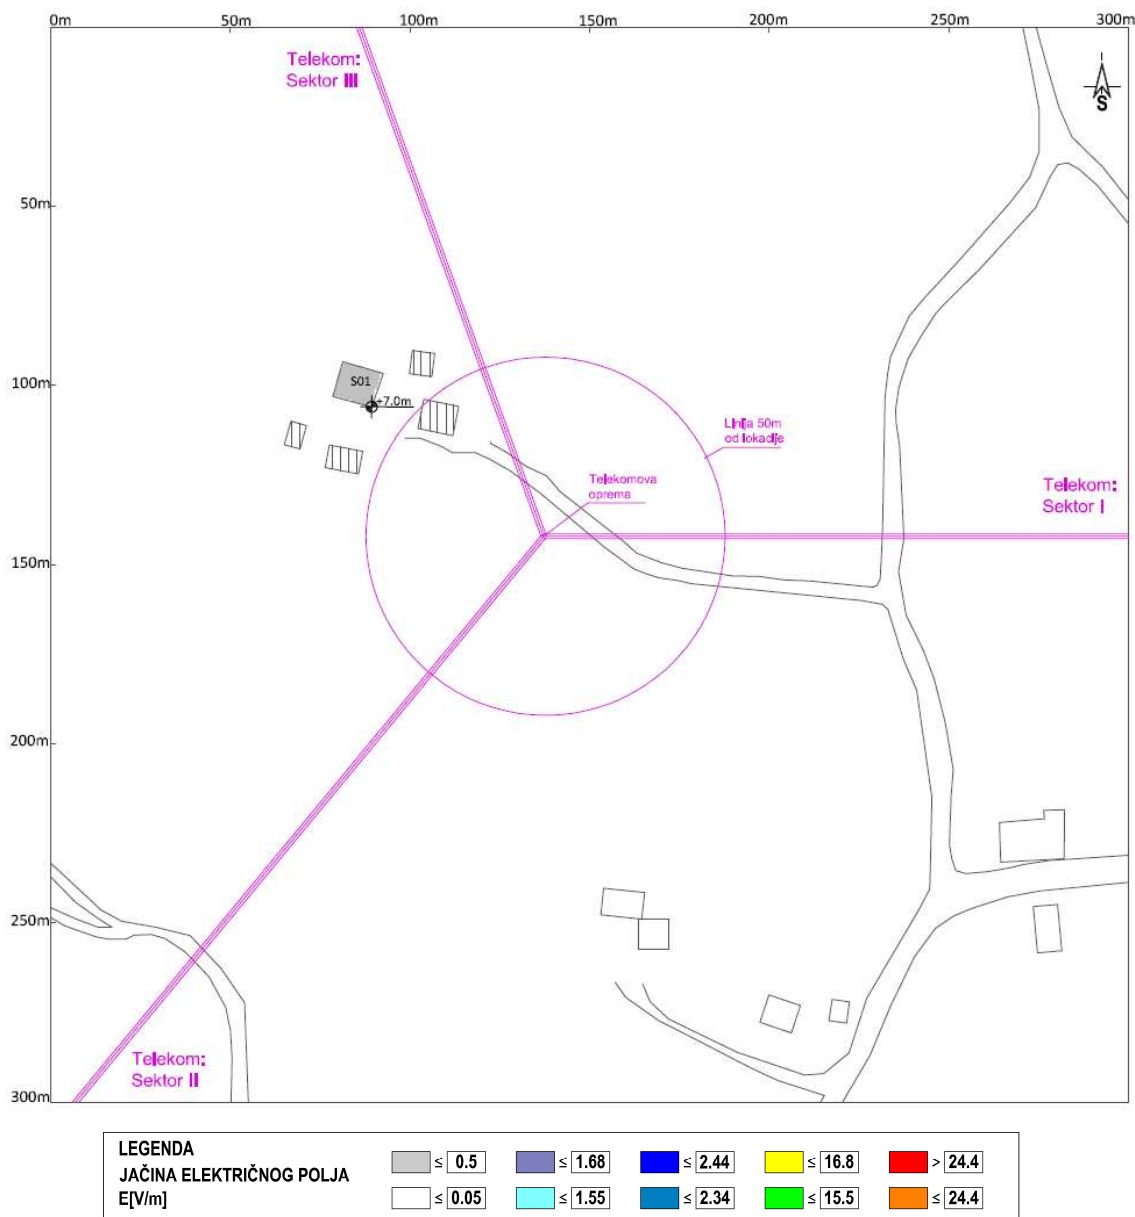 0m 50m 100m 150m 200m 250m 300m
Telekom:
Sektor III
S
50m
100m
S01
+7.0m
Linija 50m
od lokacije
Telekomova
oprema
Telekom:
Sektor I
150m
200m
250m
Telekom:
Sektor II
300m
LEGENDA
JAČINA ELEKTRIČNOG POLJA
E[V/m]
≤ 0.5 ≤ 1.68 ≤ 2.44 ≤ 16.8 > 24.4
≤ 0.05 ≤ 1.55 ≤ 2.34 ≤ 15.5 ≤ 24.4